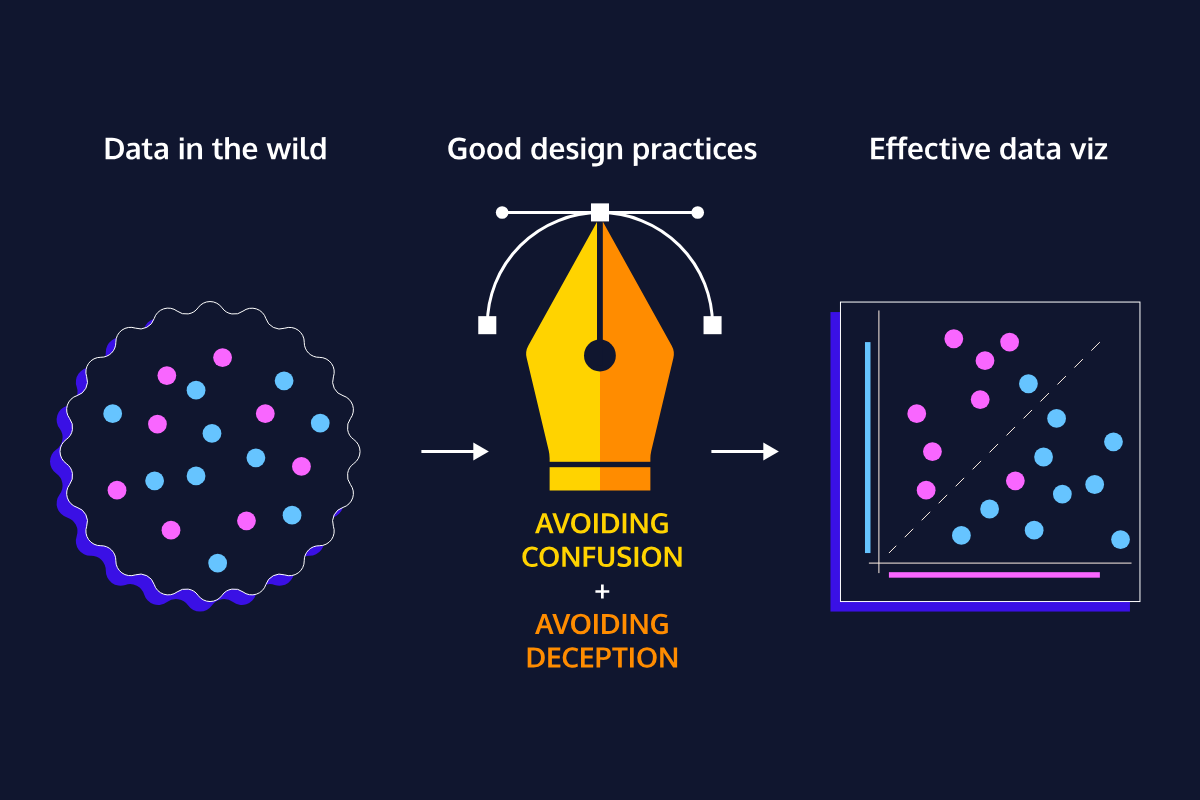 Data in the wild
Good design practices
Effective data viz
AVOIDING
CONFUSION
+
AVOIDING
DECEPTION